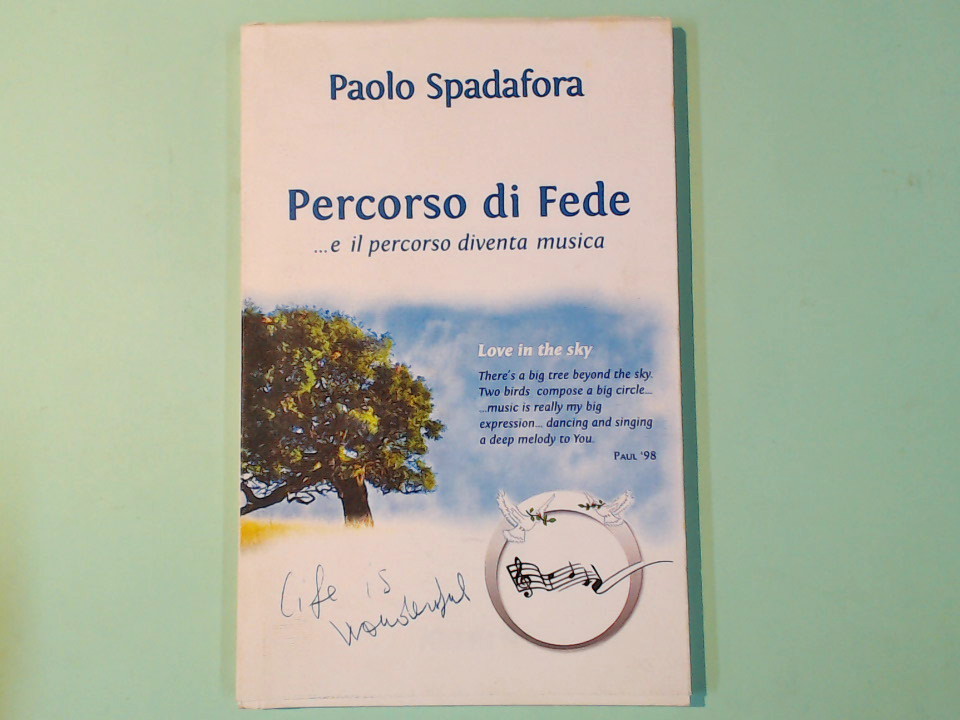 Paolo Spadafora
Percorso di Fede
...e il percorso diventa musica
Love in the sky
There's a big tree beyond the sky.
Two birds compose a big circle...
...music is really my big
expression... dancing and singing
a deep melody to You.
Paul '98
Life is
wonderful